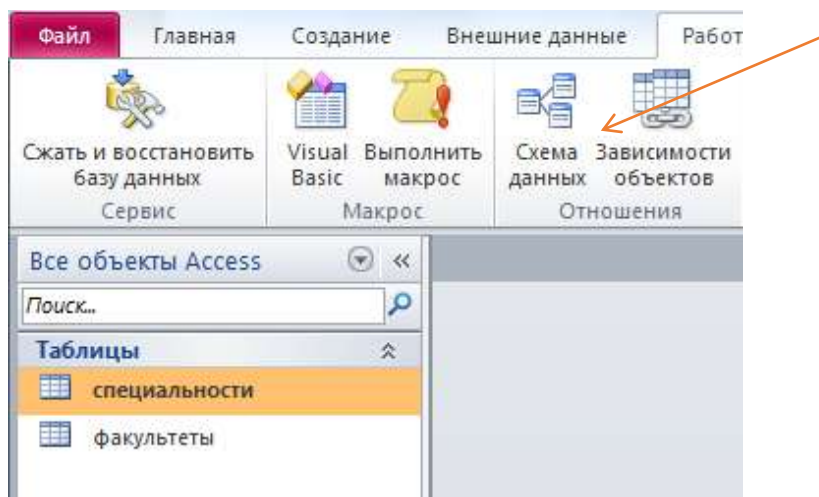 Файл Главная Создание Внешние данные Работ
Сжать и восстановить
базу данных
Visual
Basic
Выполнить
макрос
Схема
данных
Зависимости
объектов
Сервис Макрос Отношения
Все объекты Access
Поиск...
Таблицы
специальности
факультеты